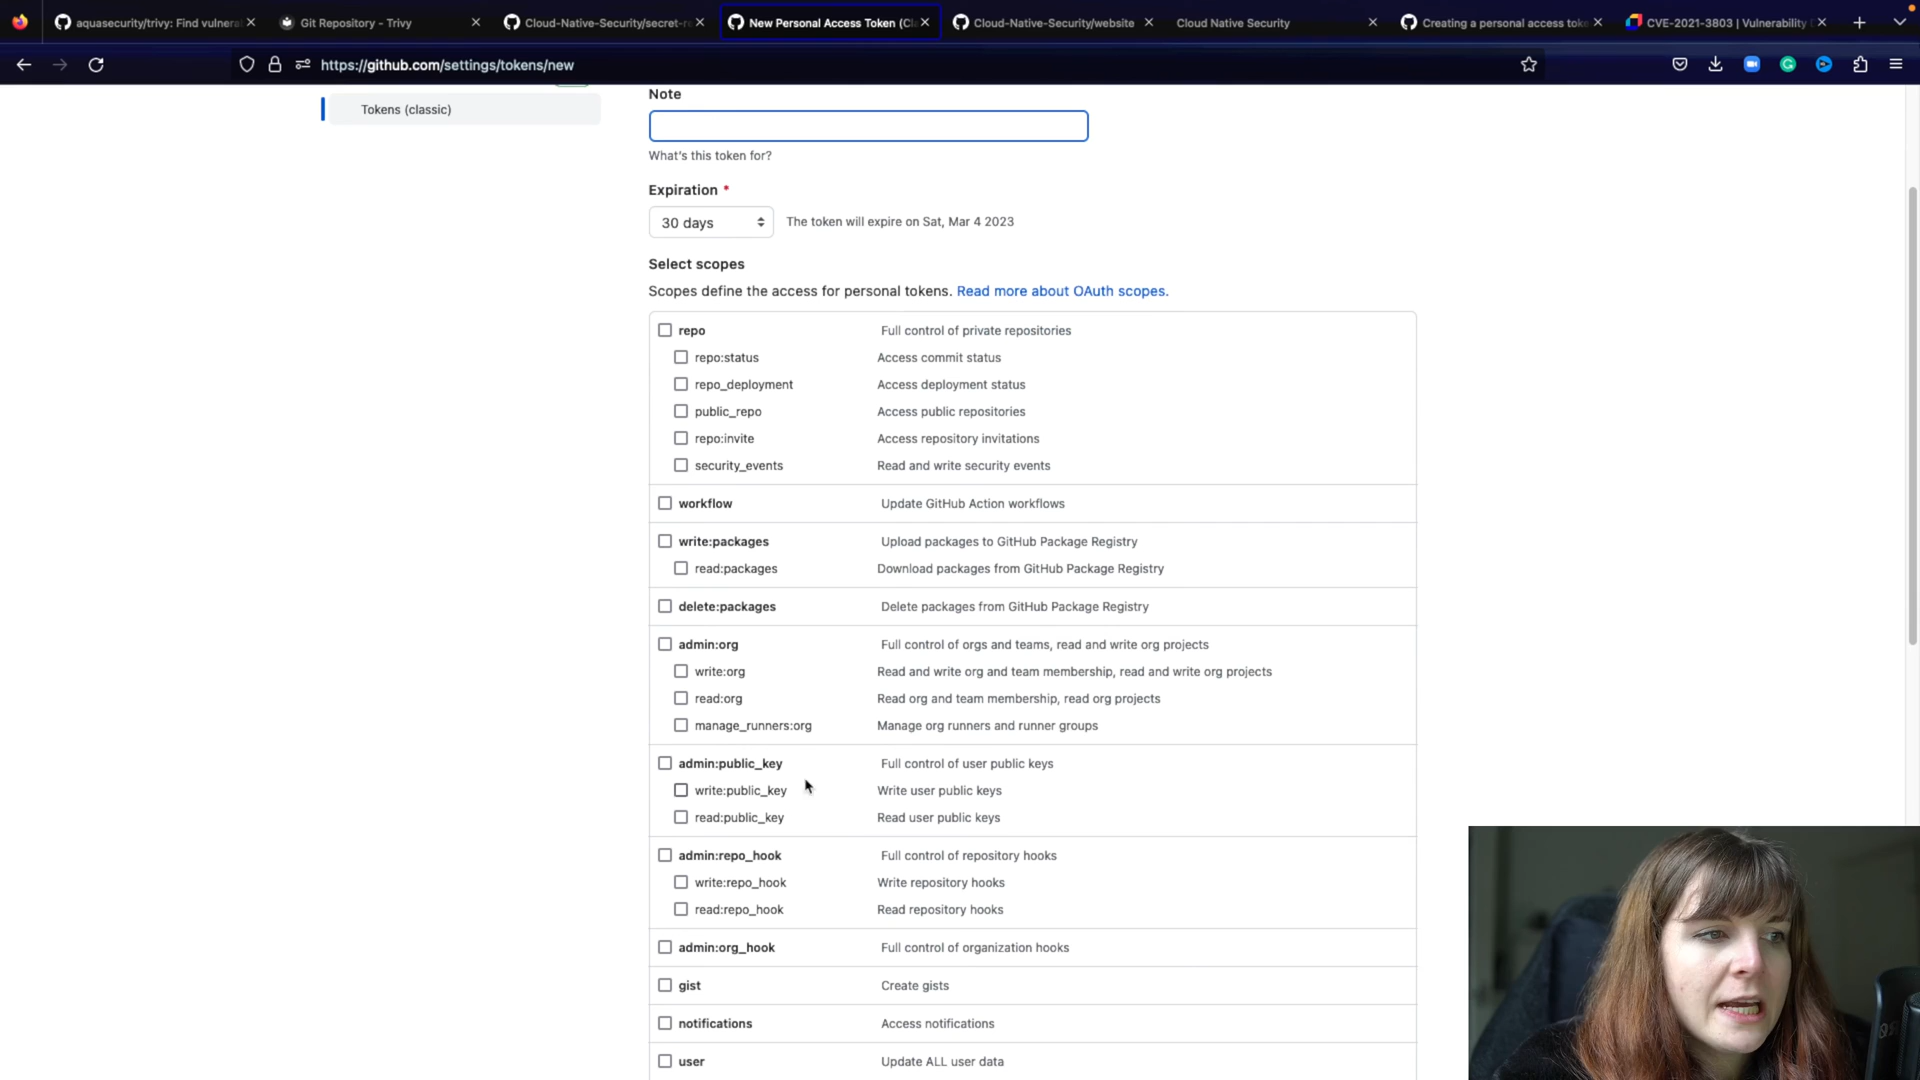 aquasecurity/trivy: Find vulnera
Git Repository - Trivy
Cloud-Native-Security/secret-r
New Personal Access Token (Cl
Cloud-Native-Security/website
Cloud Native Security
Creating a personal access toke
CVE-2021-3803 | Vulnerability
https://github.com/settings/tokens/new
Tokens (classic)
Note
What's this token for?
Expiration *
30 days
The token will expire on Sat, Mar 4 2023
Select scopes
Scopes define the access for personal tokens. Read more about OAuth scopes.
repo Full control of private repositories
repo:status Access commit status
repo_deployment Access deployment status
public_repo Access public repositories
repo:invite Access repository invitations
security_events Read and write security events
workflow Update GitHub Action workflows
write:packages Upload packages to GitHub Package Registry
read:packages Download packages from GitHub Package Registry
delete:packages Delete packages from GitHub Package Registry
admin:org Full control of orgs and teams, read and write org projects
write:org Read and write org and team membership, read and write org projects
read:org Read org and team membership, read org projects
manage_runners:org Manage org runners and runner groups
admin:public_key Full control of user public keys
write:public_key Write user public keys
read:public_key Read user public keys
admin:repo_hook Full control of repository hooks
write:repo_hook Write repository hooks
read:repo_hook Read repository hooks
admin:org_hook Full control of organization hooks
gist Create gists
notifications Access notifications
user Update ALL user data